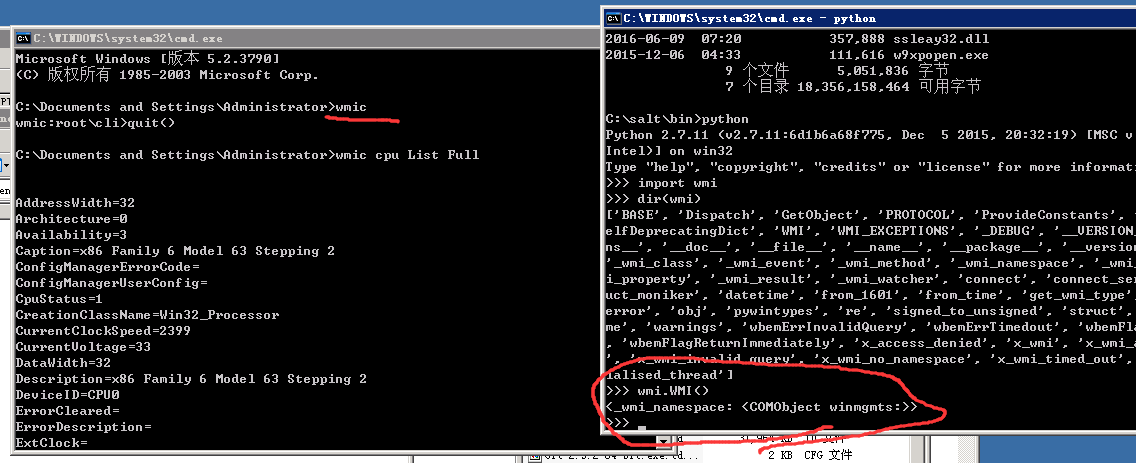 C:\WINDOWS\system32\cmd.exe
Microsoft Windows [版本 5.2.3790]
(C) 版权所有 1985-2003 Microsoft Corp.
C:\Documents and Settings\Administrator>wmic
wmic:root\cli>quit()
C:\Documents and Settings\Administrator>wmic cpu List Full
AddressWidth=32
Architecture=0
Availability=3
Caption=x86 Family 6 Model 63 Stepping 2
ConfigManagerErrorCode=
ConfigManagerUserConfig=
CpuStatus=1
CreationClassName=Win32_Processor
CurrentClockSpeed=2399
CurrentVoltage=33
DataWidth=32
Description=x86 Family 6 Model 63 Stepping 2
DeviceID=CPU0
ErrorCleared=
ErrorDescription=
ExtClock=
C:\WINDOWS\system32\cmd.exe - python
2016-06-09 07:20 357,888 ssleay32.dll
2015-12-06 04:33 111,616 w9xpopen.exe
9 个文件 5,051,836 字节
7 个目录 18,356,158,464 可用字节
C:\salt\bin>python
Python 2.7.11 (v2.7.11:6d1b6a68f775, Dec 5 2015, 20:32:19) [MSC v
Intel)] on win32
Type "help", "copyright", "credits" or "license" for more informati
>>> import wmi
>>> dir(wmi)
['BASE', 'Dispatch', 'GetObject', 'PROTOCOL', 'ProvideConstants',
elfDeprecatingDict', 'WMI', 'WMI_EXCEPTIONS', '_DEBUG', '__VERSION_
ns__', '__doc__', '__file__', '__name__', '__package__', '__version
'_wmi_class', '_wmi_event', '_wmi_method', '_wmi_namespace', '_wmi_
i_property', '_wmi_result', '_wmi_watcher', 'connect', 'connect_ser
uct_moniker', 'datetime', 'from_1601', 'from_time', 'get_wmi_type'
error', 'obj', 'pywintypes', 're', 'signed_to_unsigned', 'struct',
me', 'warnings', 'wbemErrInvalidQuery', 'wbemErrTimedout', 'wbemFla
, 'wbemFlagReturnImmediately', 'x_access_denied', 'x_wmi', 'x_wmi_a
, 'x_wmi_invalid_query', 'x_wmi_no_namespace', 'x_wmi_timed_out',
ialised_thread']
>>> wmi.WMI()
<_wmi_namespace: <COMObject winmgmts:>>
>>>
2 KB CFG 文件